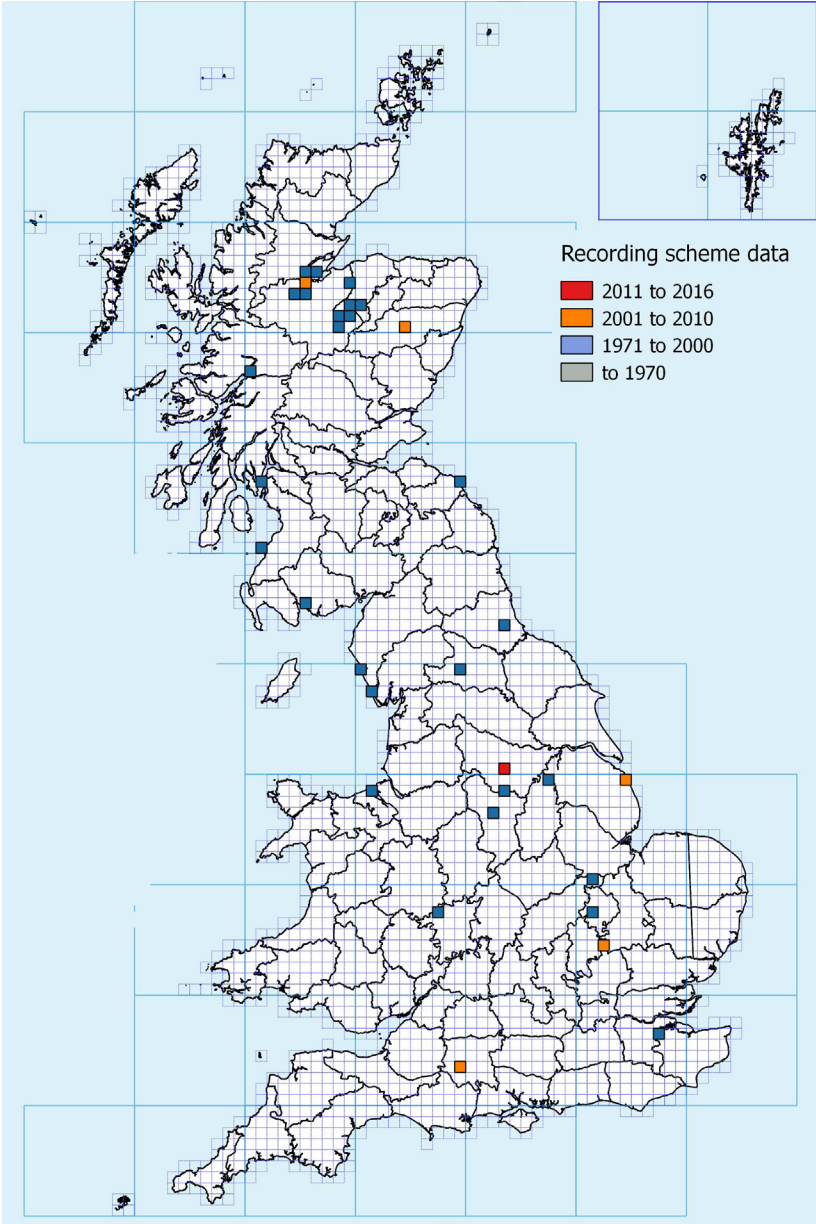 Recording scheme data
2011 to 2016
2001 to 2010
1971 to 2000
to 1970